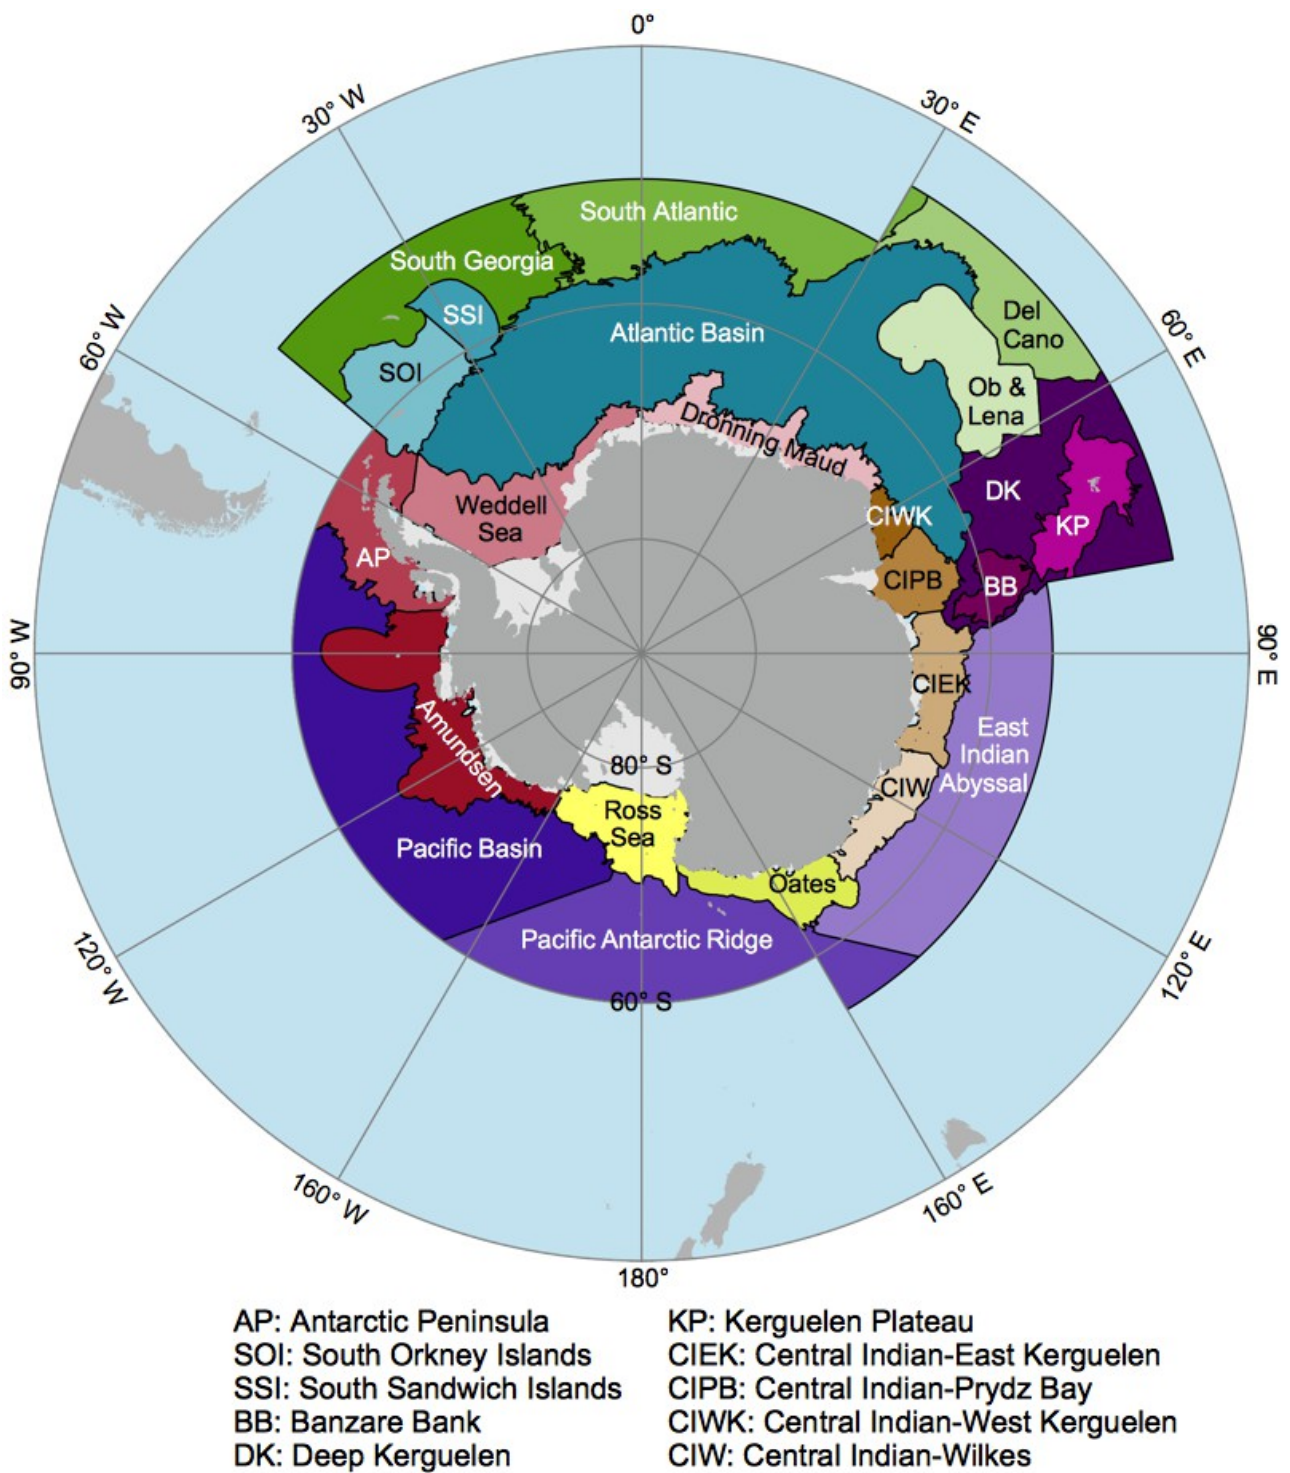 0°
30° W
30° E
South Atlantic
South Georgia
SSI
60° W
60° E
Del
Cano
Atlantic Basin
SOI
Ob &
Lena
Dronning Maud
DK
Weddell
Sea
CIWK
KP
AP
CIPB
BB
90° W
90° E
CIEK
Amundsen
East
Indian
Abyssal
80° S
CIW
Ross
Sea
Pacific Basin
Oates
Pacific Antarctic Ridge
120° W
120° E
60° S
160° W
160° E
180°
AP: Antarctic Peninsula
SOI: South Orkney Islands
SSI: South Sandwich Islands
BB: Banzare Bank
DK: Deep Kerguelen
KP: Kerguelen Plateau
CIEK: Central Indian-East Kerguelen
CIPB: Central Indian-Prydz Bay
CIWK: Central Indian-West Kerguelen
CIW: Central Indian-Wilkes